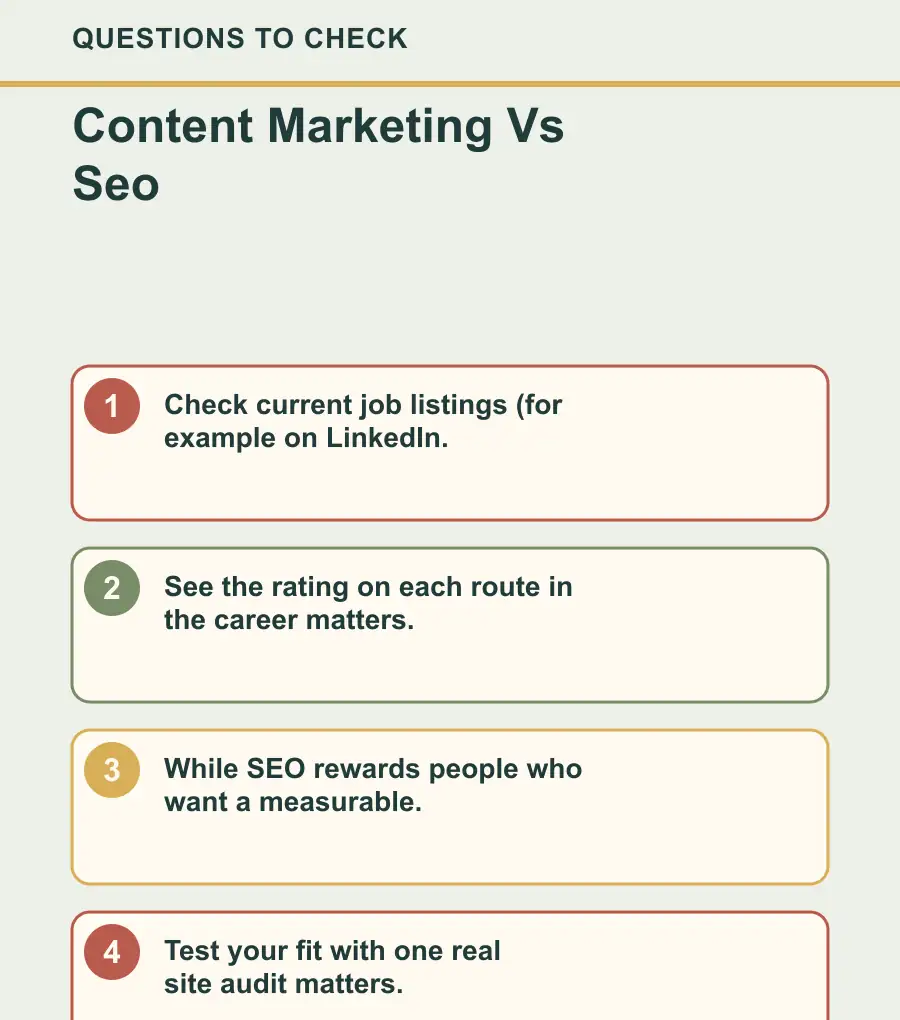 QUESTIONS TO CHECK
Content Marketing Vs
Seo
1
Check current job listings (for
example on LinkedIn.
2
See the rating on each route in
the career matters.
3
While SEO rewards people who
want a measurable.
4
Test your fit with one real
site audit matters.